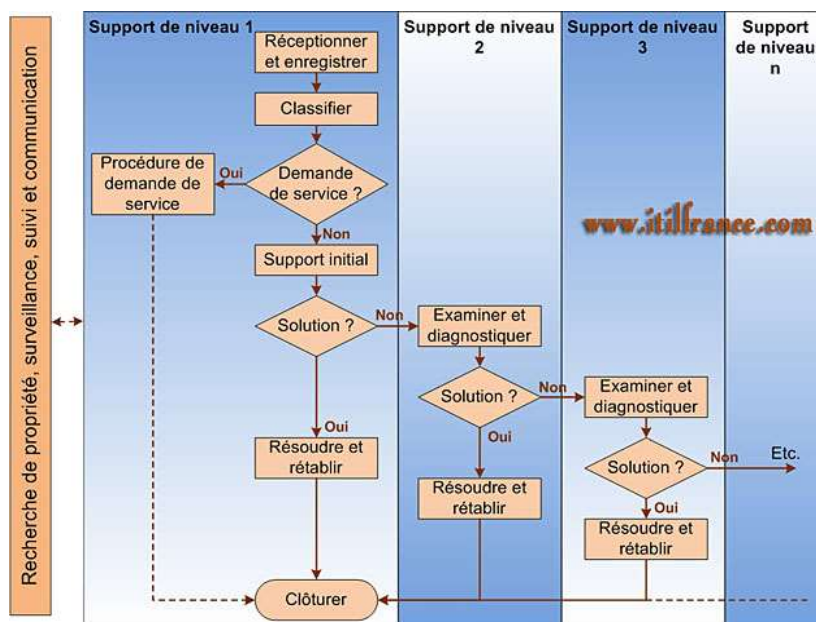 Recherche de propriété, surveillance, suivi et communication
Support de niveau 1
Réceptionner
et enregistrer
Classifier
Demande
de service ?
Oui
Procédure de
demande de
service
Non
Support initial
Solution ?
Non
Oui
Résoudre et
rétablir
Clôturer
Support de niveau
2
Examiner et
diagnostiquer
Solution ?
Non
Oui
Résoudre et
rétablir
Support de niveau
3
www.itilfrance.com
Examiner et
diagnostiquer
Solution ?
Non
Oui
Résoudre et
rétablir
Support
de niveau
n
Etc.